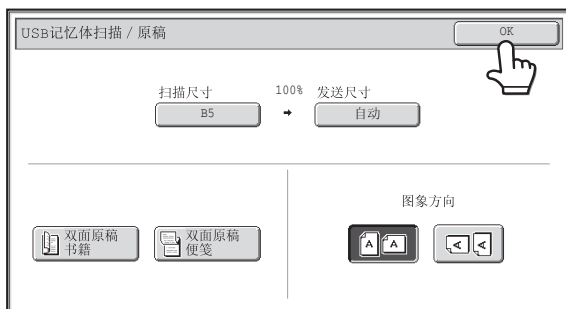 USB记忆体扫描 / 原稿
OK
扫描尺寸
100%
发送尺寸
B5
自动
图象方向
双面原稿
书籍
双面原稿
便笺
A A
A A